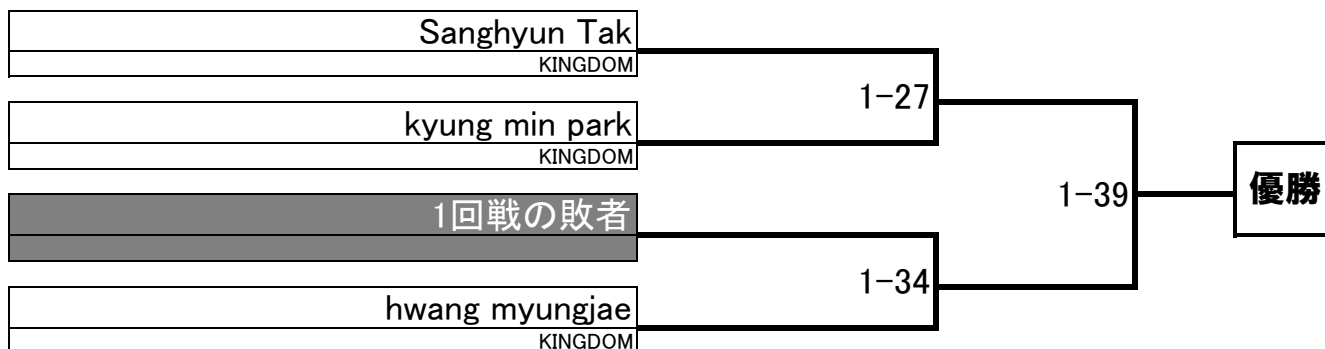 Sanghyun Tak
KINGDOM
1-27
kyung min park
KINGDOM
1-39
優勝
1回戦の敗者
1-34
hwang myungjae
KINGDOM